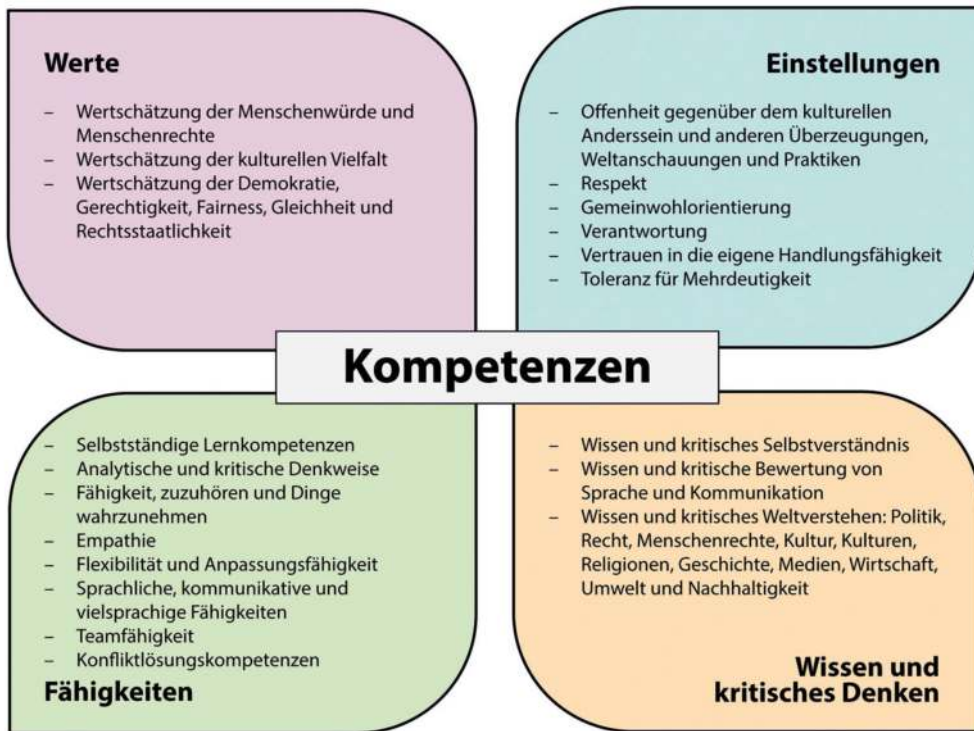 Werte
– Wertschätzung der Menschenwürde und
Menschenrechte
– Wertschätzung der kulturellen Vielfalt
– Wertschätzung der Demokratie,
Gerechtigkeit, Fairness, Gleichheit und
Rechtsstaatlichkeit
Einstellungen
– Offenheit gegenüber dem kulturellen
Anderssein und anderen Überzeugungen,
Weltanschauungen und Praktiken
– Respekt
– Gemeinwohlorientierung
– Verantwortung
– Vertrauen in die eigene Handlungsfähigkeit
– Toleranz für Mehrdeutigkeit
Kompetenzen
– Selbstständige Lernkompetenzen
– Analytische und kritische Denkweise
– Fähigkeit, zuzuhören und Dinge
wahrzunehmen
– Empathie
– Flexibilität und Anpassungsfähigkeit
– Sprachliche, kommunikative und
vielsprachige Fähigkeiten
– Teamfähigkeit
– Konfliktlösungskompetenzen
Fähigkeiten
– Wissen und kritisches Selbstverständnis
– Wissen und kritische Bewertung von
Sprache und Kommunikation
– Wissen und kritisches Weltverstehen: Politik,
Recht, Menschenrechte, Kultur, Kulturen,
Religionen, Geschichte, Medien, Wirtschaft,
Umwelt und Nachhaltigkeit
Wissen und
kritisches Denken